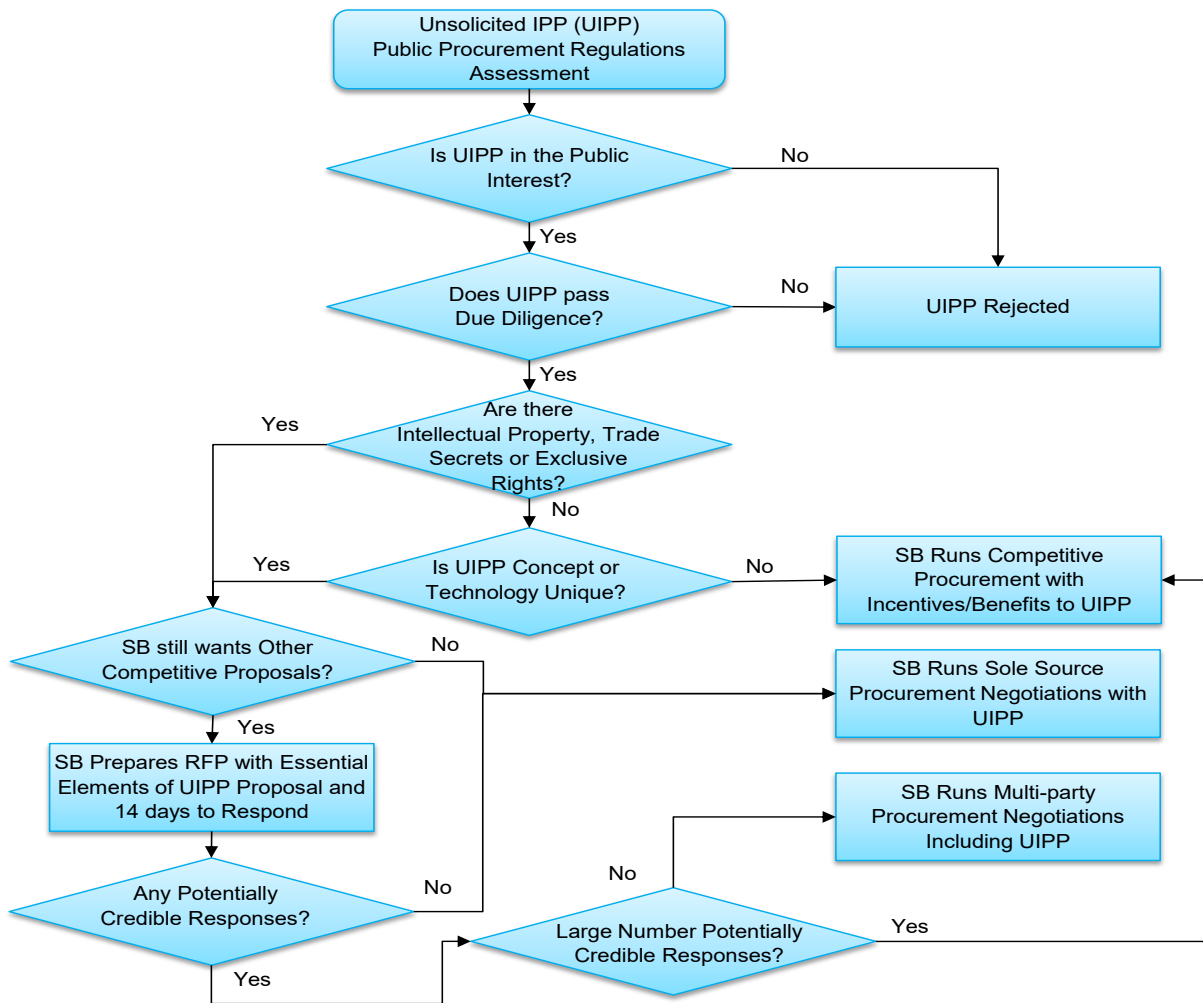 Unsolicited IPP (UIPP)
Public Procurement Regulations
Assessment
Is UIPP in the Public
Interest?
No
Yes
Does UIPP pass
Due Diligence?
No
UIPP Rejected
Yes
Are there
Intellectual Property, Trade
Secrets or Exclusive
Rights?
Yes
No
Is UIPP Concept or
Technology Unique?
Yes
No
SB Runs Competitive
Procurement with
Incentives/Benefits to UIPP
SB still wants Other
Competitive Proposals?
No
SB Runs Sole Source
Procurement Negotiations with
UIPP
Yes
SB Prepares RFP with Essential
Elements of UIPP Proposal and
14 days to Respond
SB Runs Multi-party
Procurement Negotiations
Including UIPP
Any Potentially
Credible Responses?
No
Yes
No
Large Number Potentially
Credible Responses?
Yes